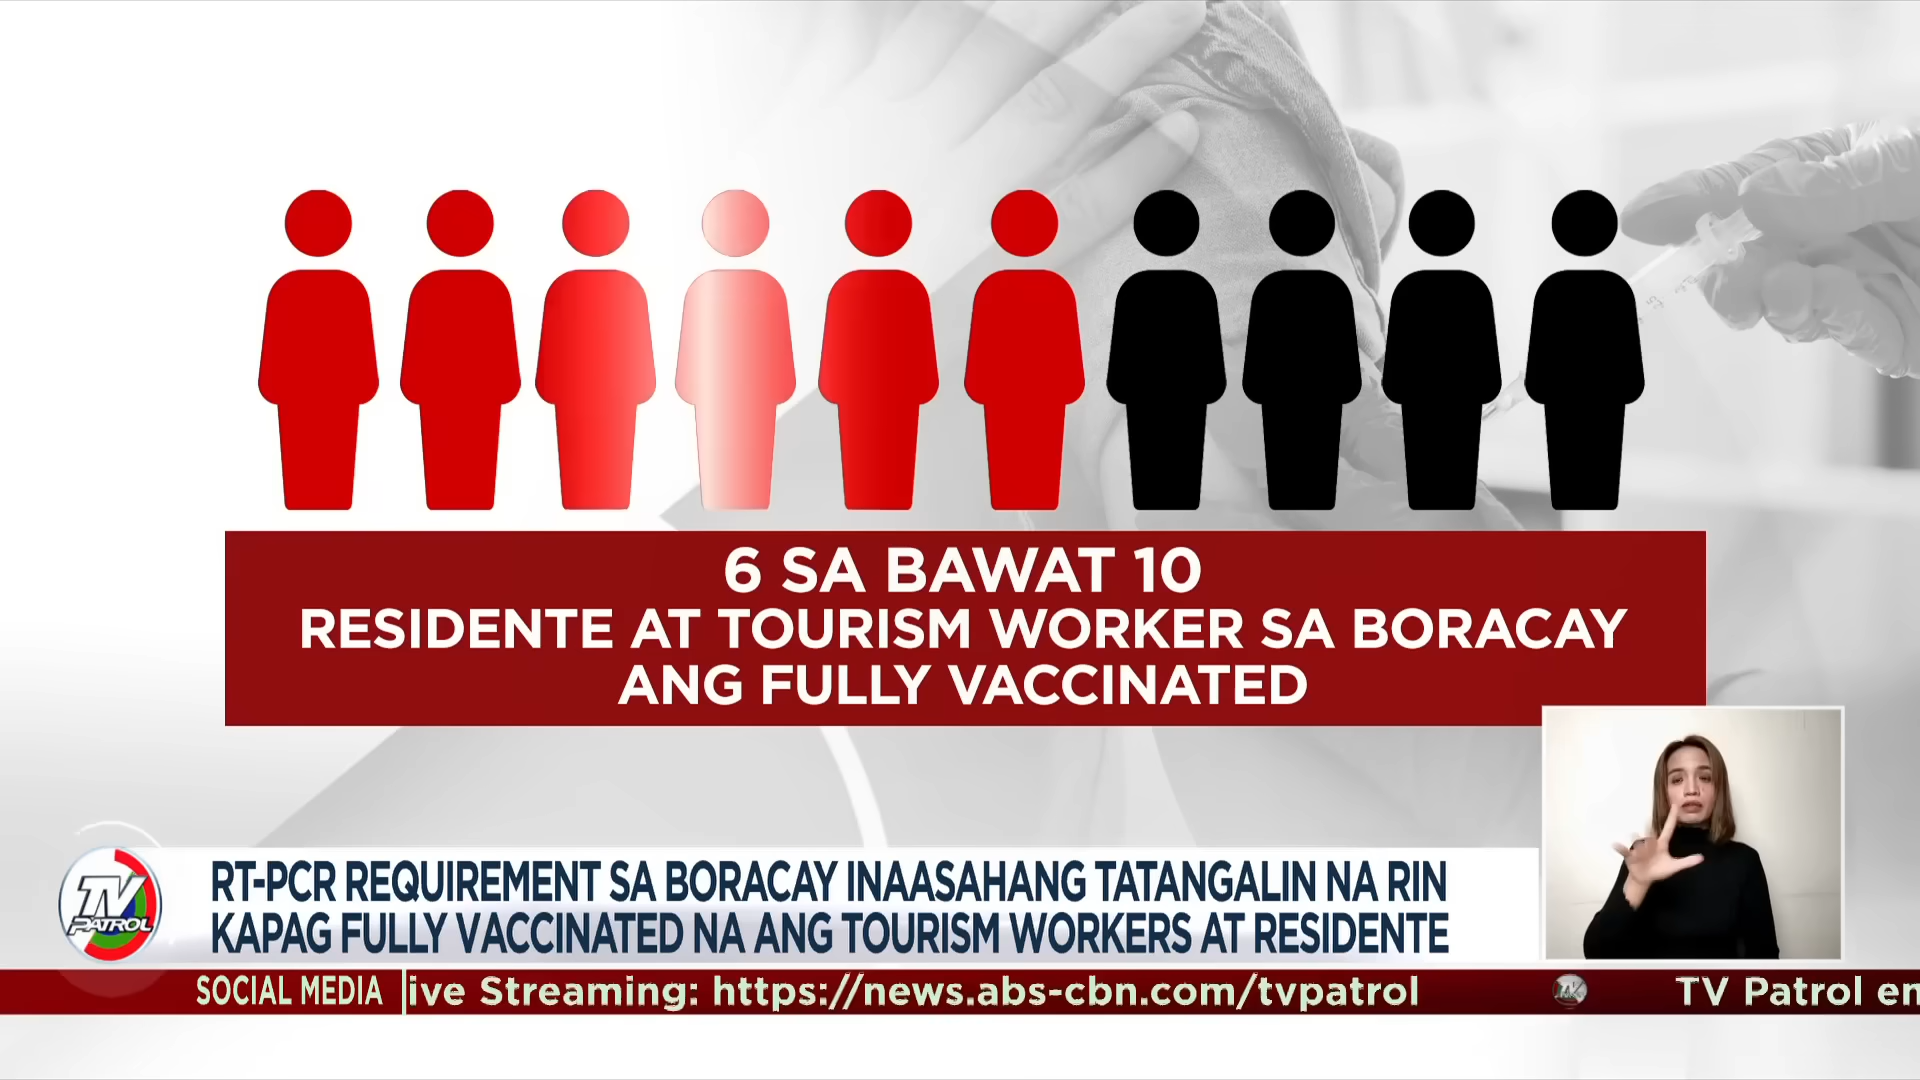 6 SA BAWAT 10
RESIDENTE AT TOURISM WORKER SA BORACAY
ANG FULLY VACCINATED
TV
PATROL
RT-PCR REQUIREMENT SA BORACAY INAASAHANG TATANGALIN NA RIN
KAPAG FULLY VACCINATED NA ANG TOURISM WORKERS AT RESIDENTE
SOCIAL MEDIA
ive Streaming: https://news.abs-cbn.com/tvpatrol
TV Patrol en